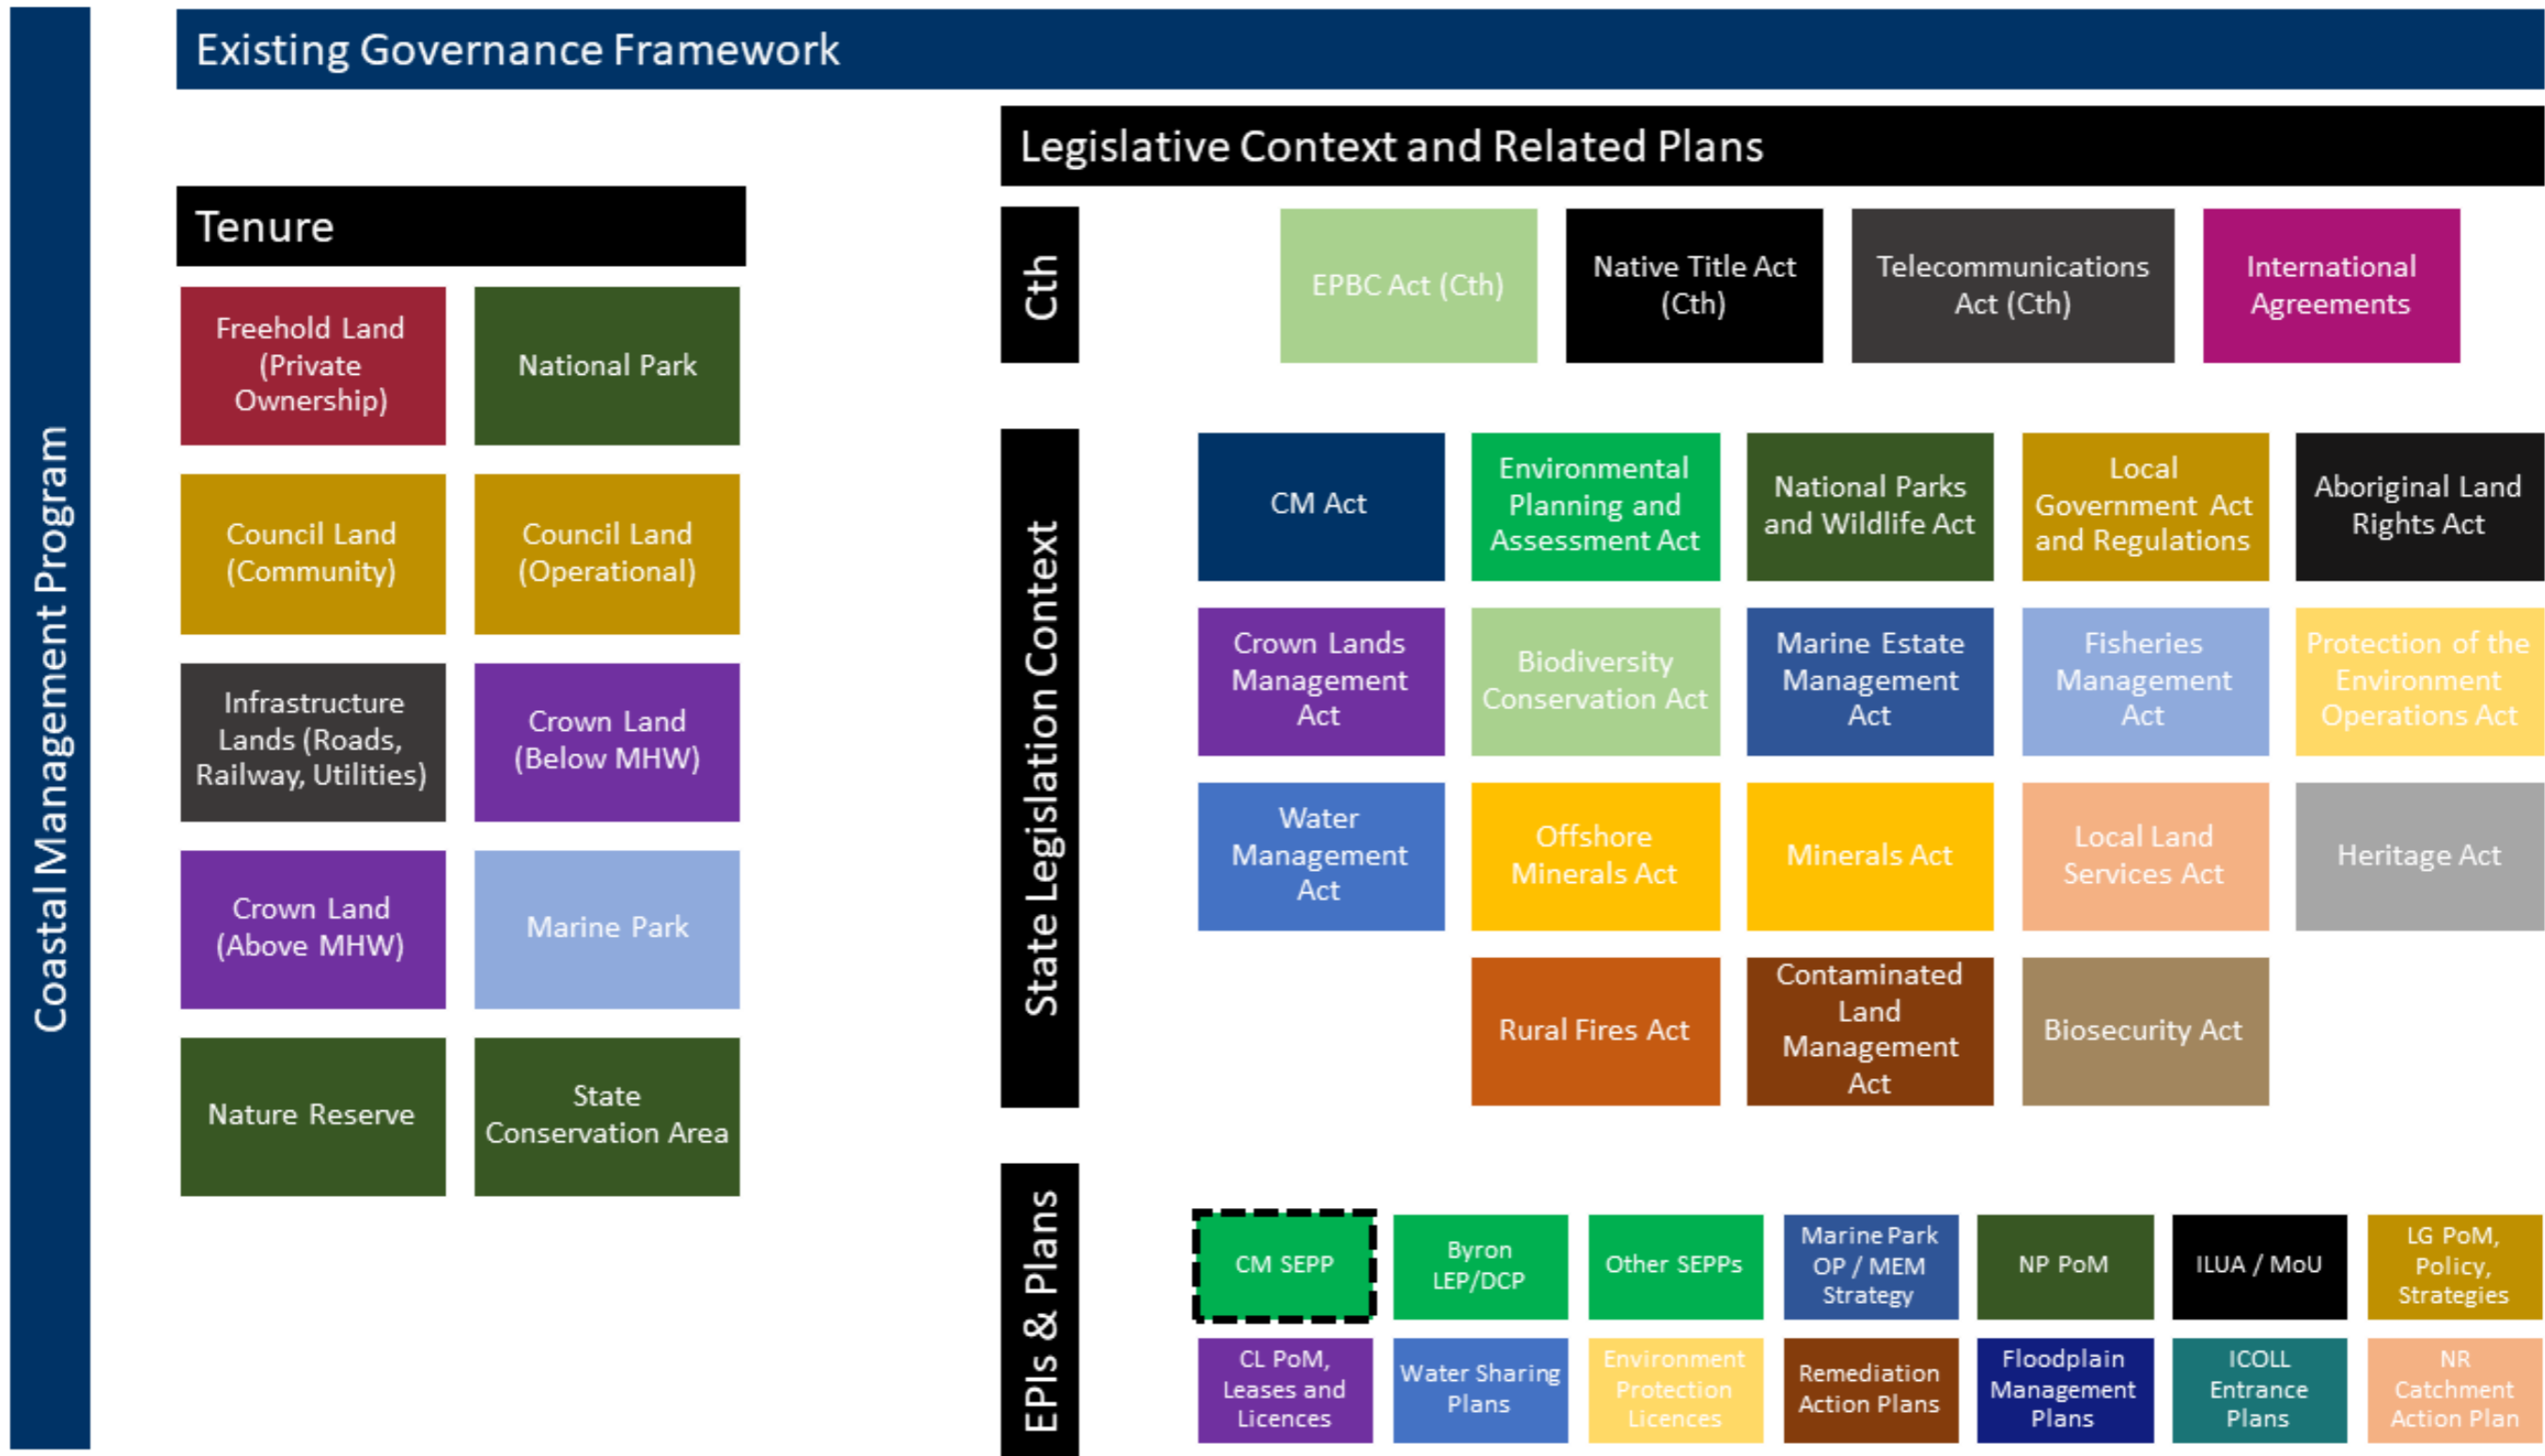 Coastal Management Program
Existing Governance Framework
Tenure
Freehold Land
(Private
Ownership)
National Park
Council Land
(Community)
Council Land
(Operational)
Infrastructure
Lands (Roads,
Railway, Utilities)
Crown Land
(Below MHW)
Crown Land
(Above MHW)
Marine Park
Nature Reserve
State
Conservation Area
Legislative Context and Related Plans
Cth
EPBC Act (Cth)
Native Title Act
(Cth)
Telecommunications
Act (Cth)
International
Agreements
State Legislation Context
CM Act
Environmental
Planning and
Assessment Act
National Parks
and Wildlife Act
Local
Government Act
and Regulations
Aboriginal Land
Rights Act
Crown Lands
Management
Act
Biodiversity
Conservation Act
Marine Estate
Management
Act
Fisheries
Management
Act
Protection of the
Environment
Operations Act
Water
Management
Act
Offshore
Minerals Act
Minerals Act
Local Land
Services Act
Heritage Act
Rural Fires Act
Contaminated
Land
Management
Act
Biosecurity Act
EPIs & Plans
CM SEPP
Byron
LEP/DCP
Other SEPPs
Marine Park
OP / MEM
Strategy
NP PoM
ILUA / MoU
LG PoM,
Policy,
Strategies
CL PoM,
Leases and
Licences
Water Sharing
Plans
Environment
Protection
Licences
Remediation
Action Plans
Floodplain
Management
Plans
ICOLL
Entrance
Plans
NR
Catchment
Action Plan